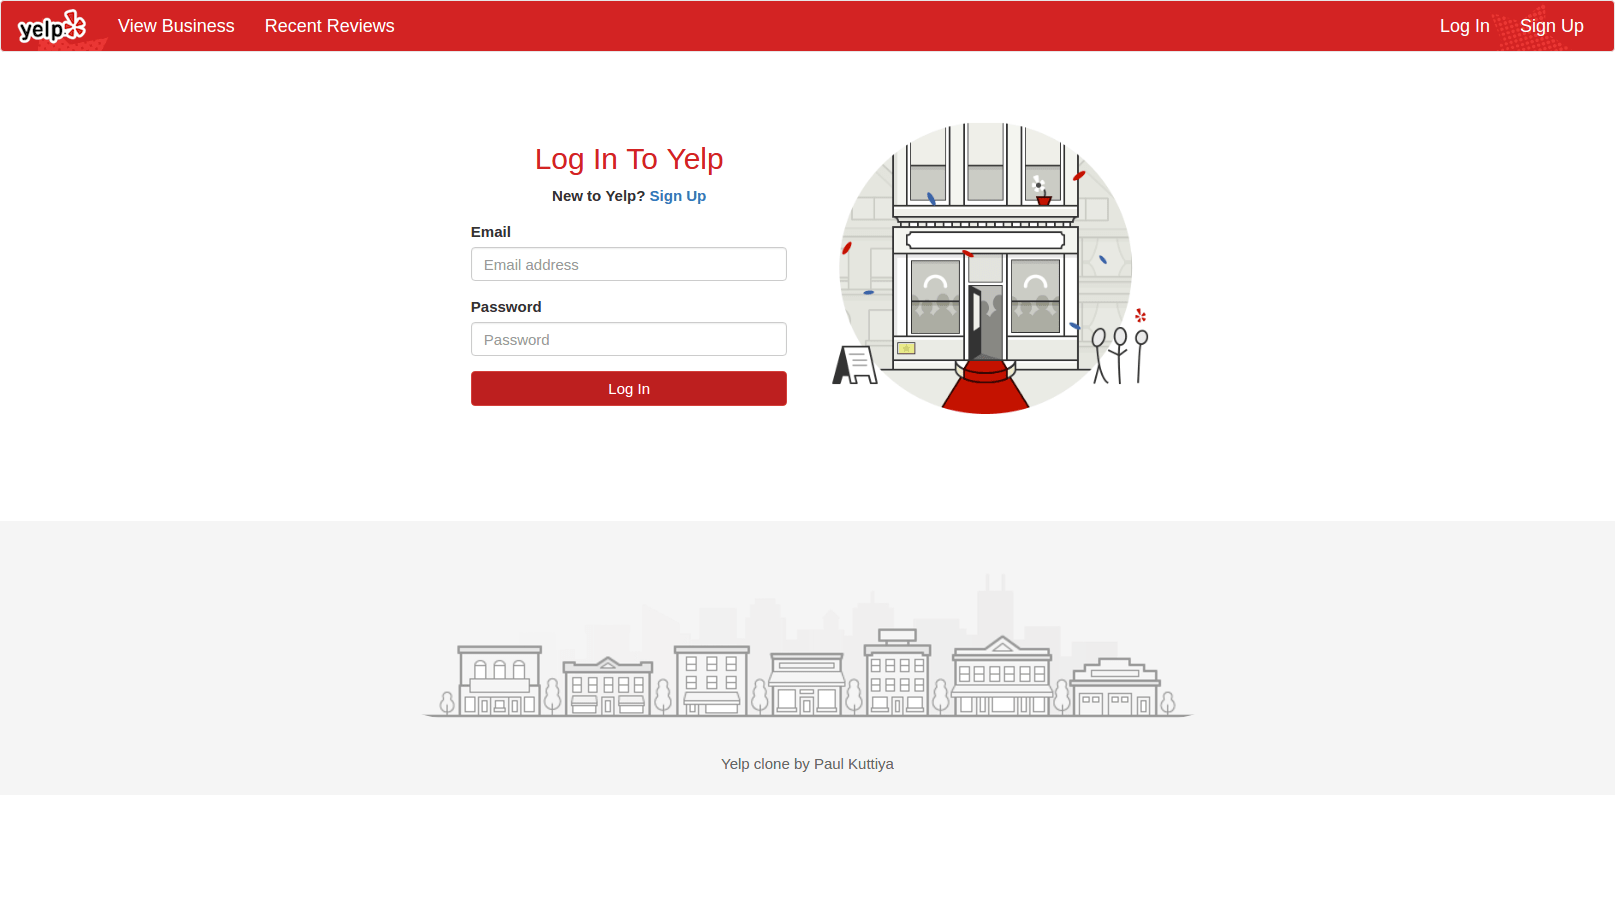 yelp
View Business
Recent Reviews
Log In
Sign Up
Log In To Yelp
New to Yelp? Sign Up
Email
Email address
Password
Password
Log In
Yelp clone by Paul Kuttiya